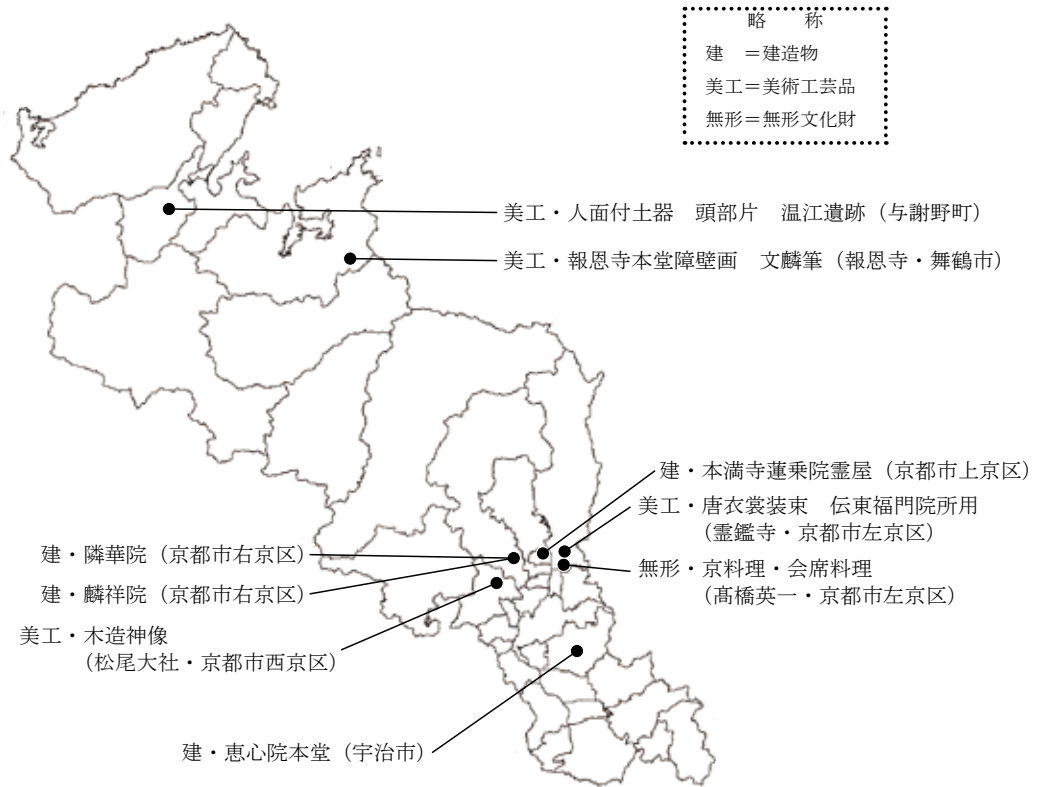 略　称
建　＝建造物
美工＝美術工芸品
無形＝無形文化財
美工・人面付土器　頭部片　温江遺跡（与謝野町）
美工・報恩寺本堂障壁画　文麟筆（報恩寺・舞鶴市）
建・本満寺蓮乗院霊屋（京都市上京区）
美工・唐衣裳装束　伝東福門院所用
（霊鑑寺・京都市左京区）
無形・京料理・会席料理
（髙橋英一・京都市左京区）
建・隣華院（京都市右京区）
建・麟祥院（京都市右京区）
美工・木造神像
（松尾大社・京都市西京区）
建・恵心院本堂（宇治市）